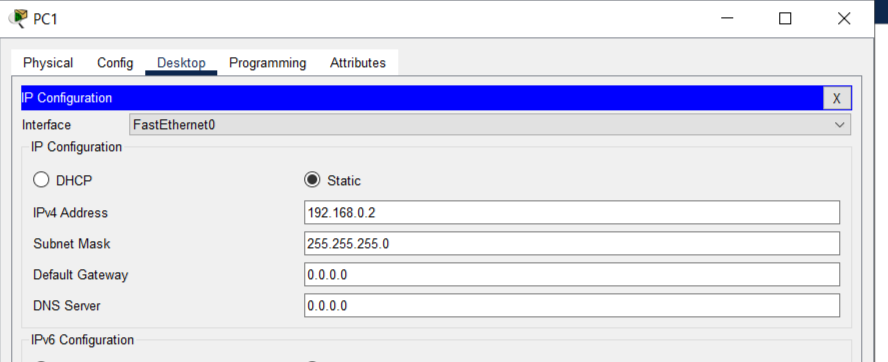 PC1
Physical Config Desktop Programming Attributes
IP Configuration X
Interface FastEthernet0
IP Configuration
DHCP Static
IPv4 Address 192.168.0.2
Subnet Mask 255.255.255.0
Default Gateway 0.0.0.0
DNS Server 0.0.0.0
IPv6 Configuration